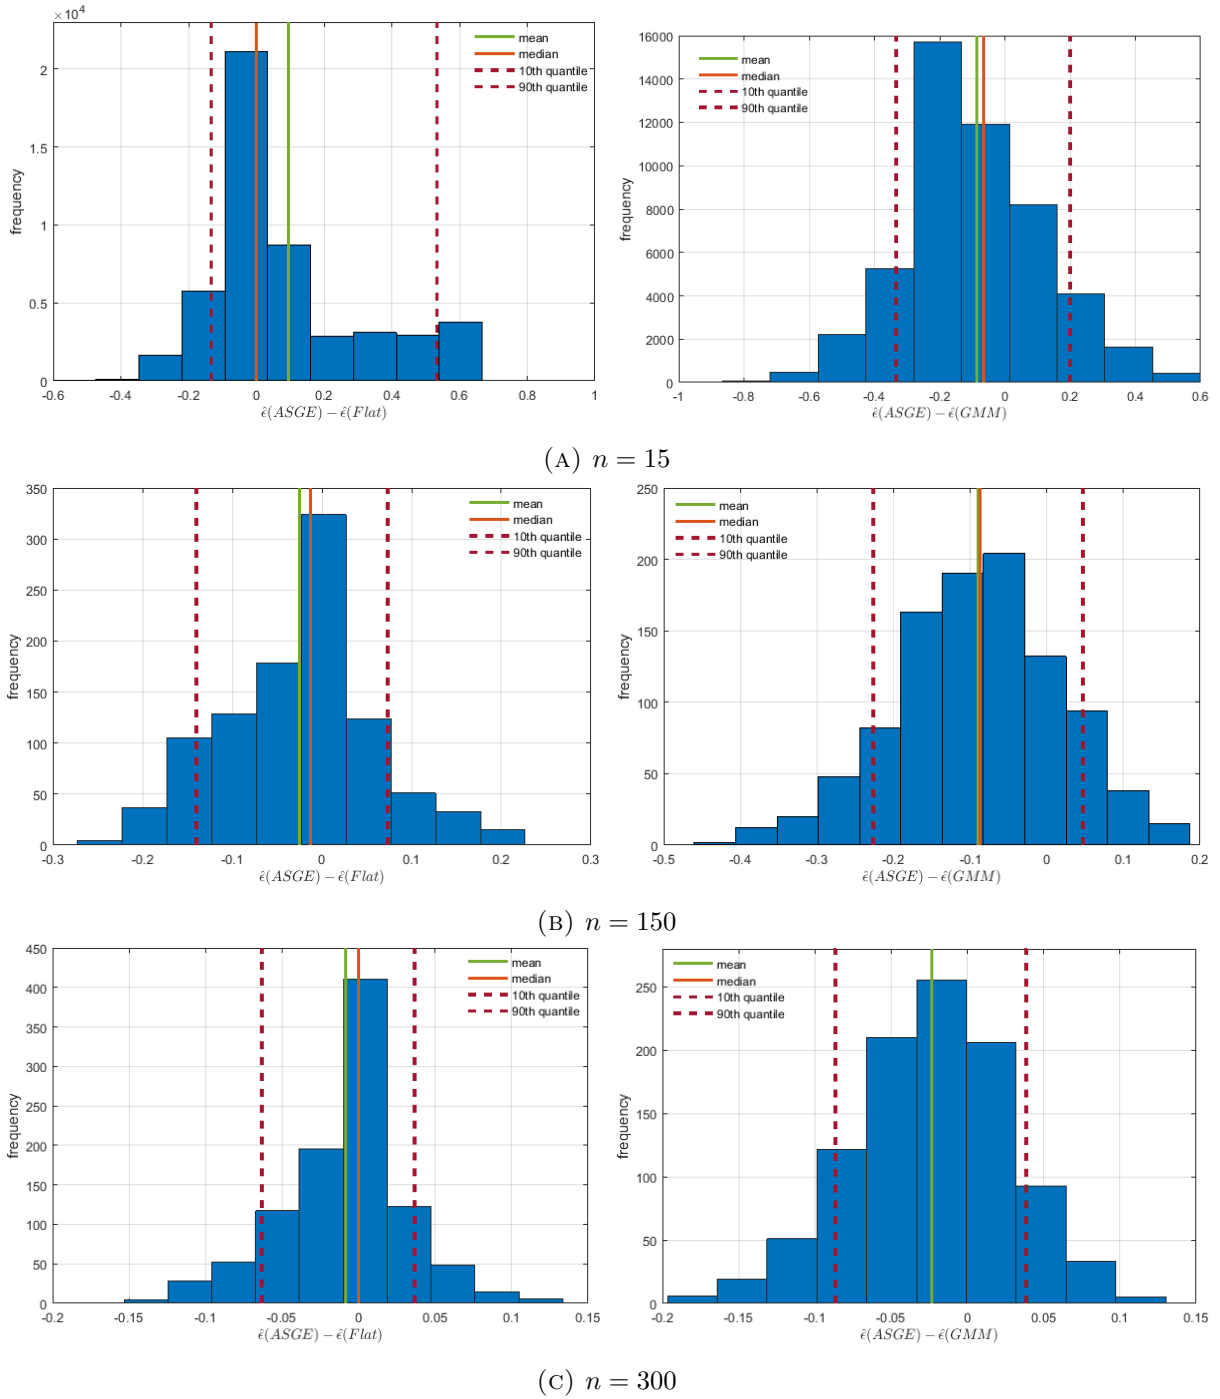 ×10⁴
2
1.5
1
0.5
0
-0.6 -0.4 -0.2 0 0.2 0.4 0.6 0.8 1
frequency
ε̂(ASGE) − ε̂(Flat)
mean
median
10th quantile
90th quantile
16000
14000
12000
10000
8000
6000
4000
2000
0
-1 -0.8 -0.6 -0.4 -0.2 0 0.2 0.4 0.6
frequency
ε̂(ASGE) − ε̂(GMM)
mean
median
10th quantile
90th quantile
(A) n = 15
350
300
250
200
150
100
50
0
-0.3 -0.2 -0.1 0 0.1 0.2 0.3
frequency
ε̂(ASGE) − ε̂(Flat)
mean
median
10th quantile
90th quantile
250
200
150
100
50
0
-0.5 -0.4 -0.3 -0.2 -0.1 0 0.1 0.2
frequency
ε̂(ASGE) − ε̂(GMM)
mean
median
10th quantile
90th quantile
(B) n = 150
450
400
350
300
250
200
150
100
50
0
-0.2 -0.15 -0.1 -0.05 0 0.05 0.1 0.15
frequency
ε̂(ASGE) − ε̂(Flat)
mean
median
10th quantile
90th quantile
250
200
150
100
50
0
-0.2 -0.15 -0.1 -0.05 0 0.05 0.1 0.15
frequency
ε̂(ASGE) − ε̂(GMM)
mean
median
10th quantile
90th quantile
(C) n = 300